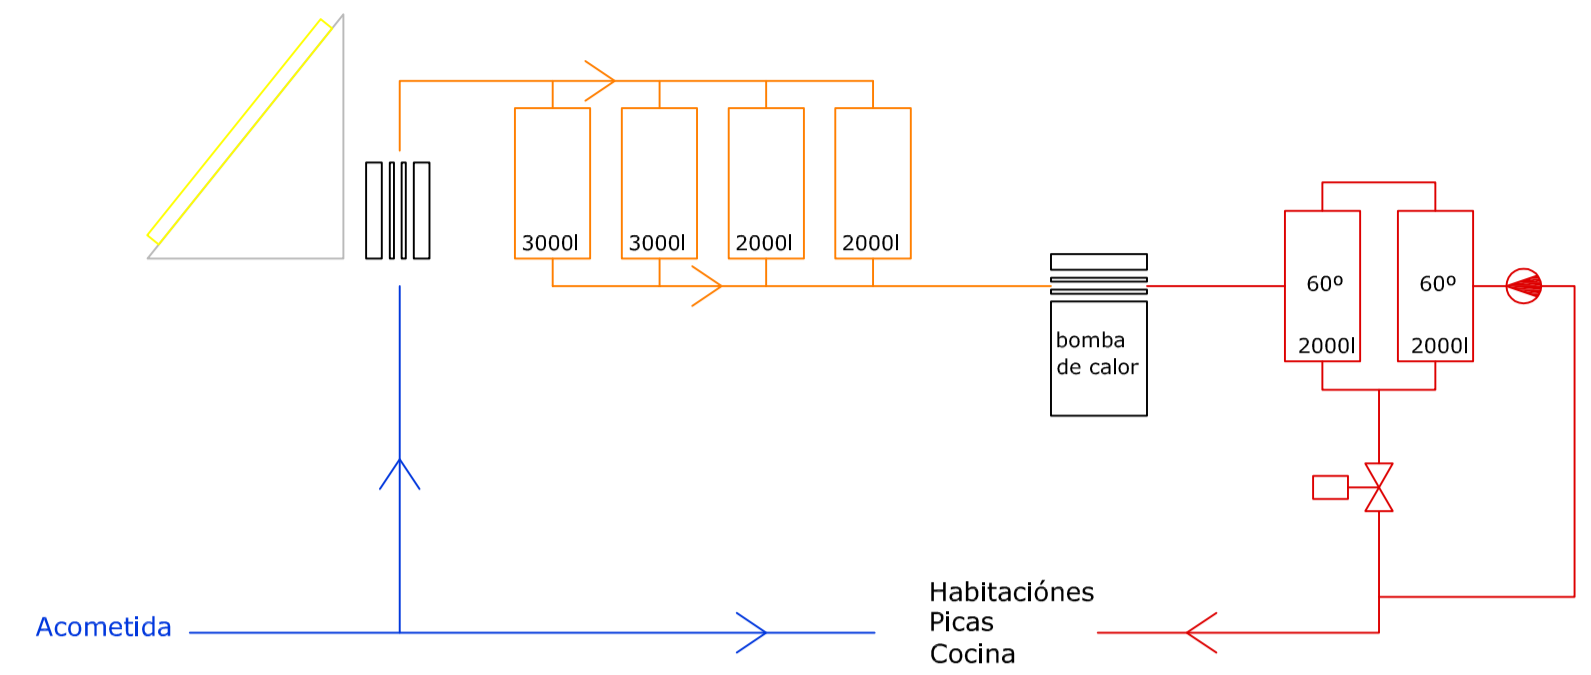 3000l
3000l
2000l
2000l
60º
60º
2000l
2000l
bomba
de calor
Acometida
Habitaciónes
Picas
Cocina